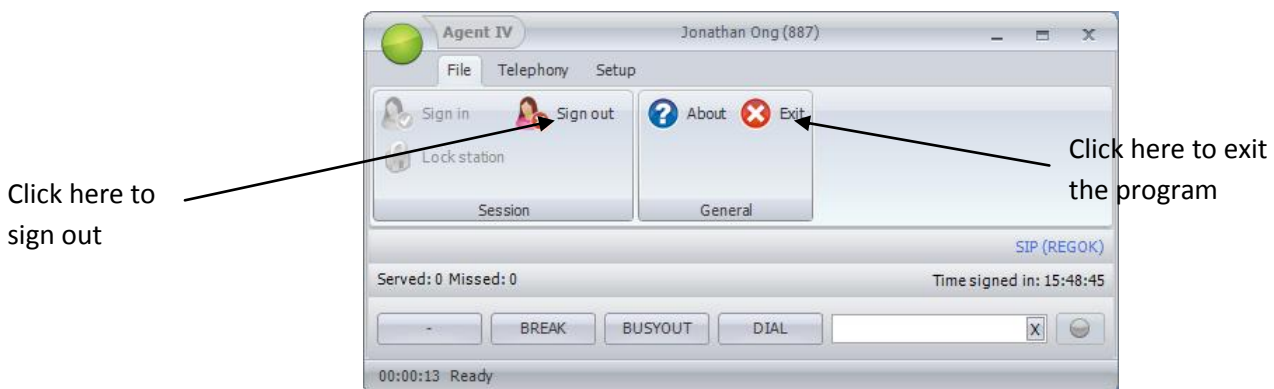 Agent IV
Jonathan Ong (887)
File Telephony Setup
Sign in Sign out About Exit
Lock station
Session General
Click here to
sign out
Click here to exit
the program
SIP (REGOK)
Served: 0 Missed: 0 Time signed in: 15:48:45
- BREAK BUSYOUT DIAL X
00:00:13 Ready